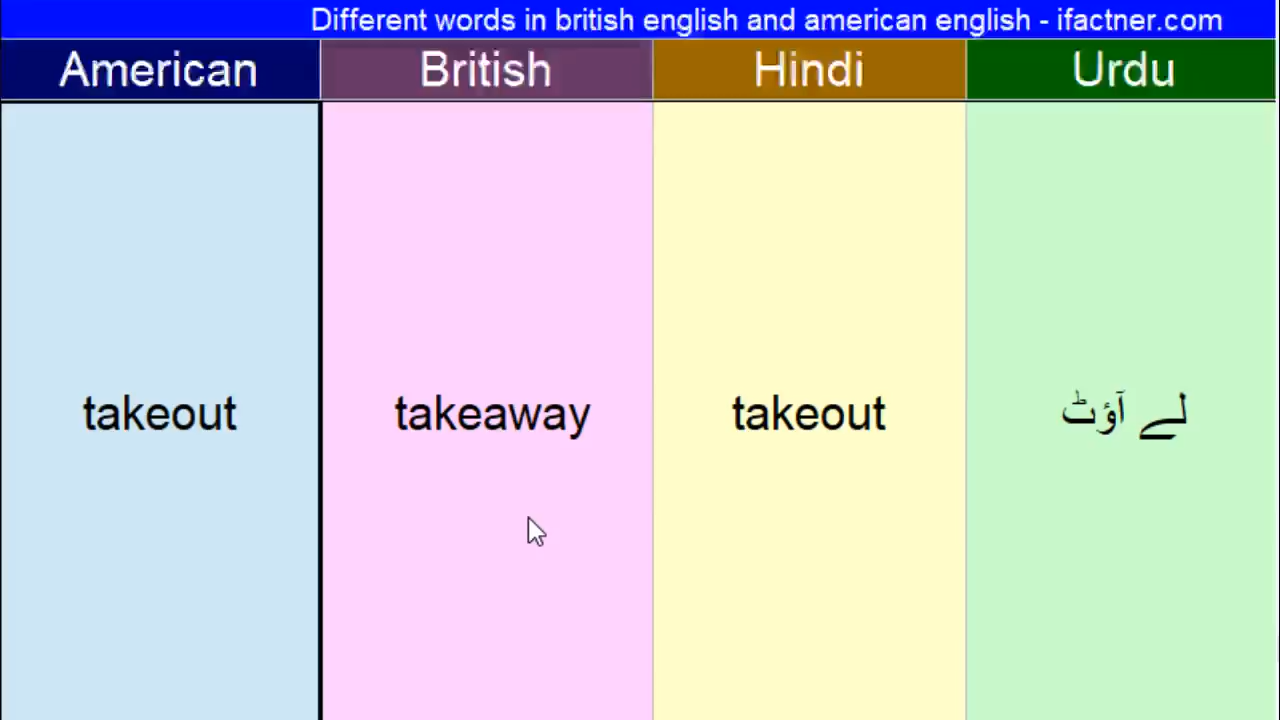 Different words in british english and american english - ifactner.com
American British Hindi Urdu
takeout takeaway takeout لے آؤٹ